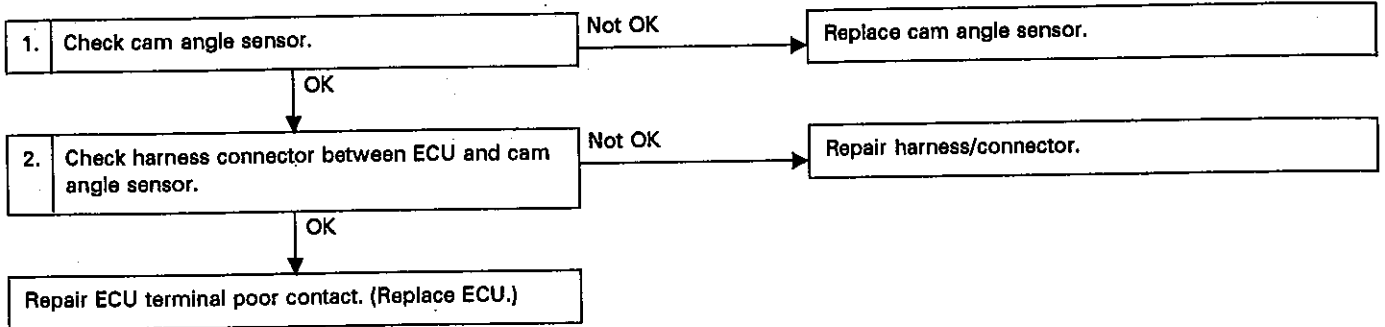 1. Check cam angle sensor.
Not OK
Replace cam angle sensor.
OK
2. Check harness connector between ECU and cam
angle sensor.
Not OK
Repair harness/connector.
OK
Repair ECU terminal poor contact. (Replace ECU.)